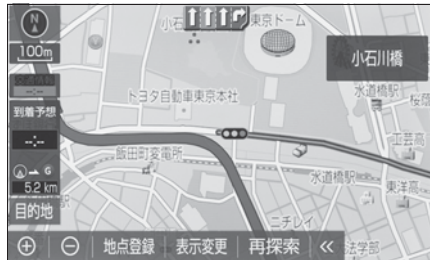 N
100m
小石
東京ドーム
小石川橋
水道橋駅
トヨタ自動車東京本社
到着予想
--:--
--:--
工芸高
飯田町変電所
G
5.2 km
目的地
水道橋駅
東洋高
ニチレイ
地点登録
表示変更
再探索
法学部